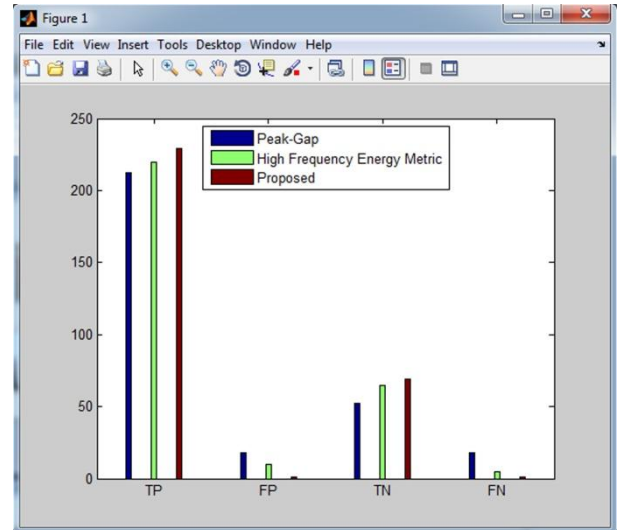 Figure 1
File Edit View Insert Tools Desktop Window Help
250
200
150
100
50
0
Peak-Gap
High Frequency Energy Metric
Proposed
TP FP TN FN